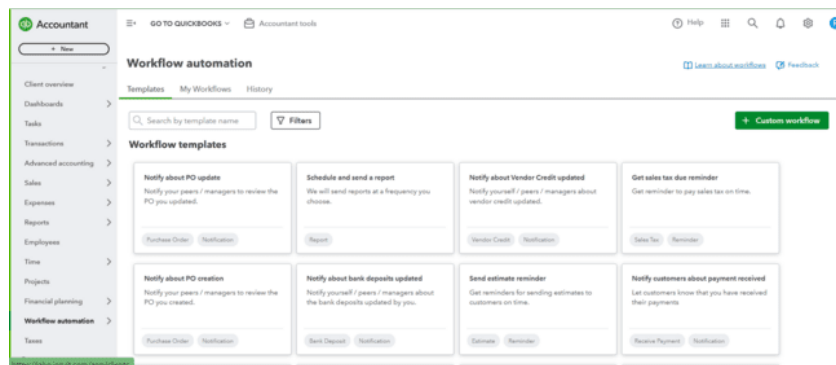 Accountant
GO TO QUICKBOOKS
Accountant tools
Help
+ New
Workflow automation
Learn about workflows
Feedback
Client overview
Templates
My Workflows
History
Dashboards
Tasks
Search by template name
Filters
+ Custom workflow
Transactions
Workflow templates
Advanced accounting
Sales
Expenses
Reports
Employees
Time
Projects
Financial planning
Workflow automation
Taxes
Notify about PO update
Notify your peers / managers to review the
PO you updated.
Purchase Order
Notification
Schedule and send a report
We will send reports at a frequency you
choose.
Report
Notify about Vendor Credit updated
Notify yourself / peers / managers about
vendor credit updated.
Vendor Credit
Notification
Get sales tax due reminder
Get reminder to pay sales tax on time.
Sales Tax
Reminder
Notify about PO creation
Notify your peers / managers to review the
PO you created.
Purchase Order
Notification
Notify about bank deposits updated
Notify yourself / peers / managers about
the bank deposits updated by you.
Bank Deposit
Notification
Send estimate reminder
Get reminders for sending estimates to
customers on time.
Estimate
Reminder
Notify customers about payment received
Let customers know that you have received
their payments
Receive Payment
Notification